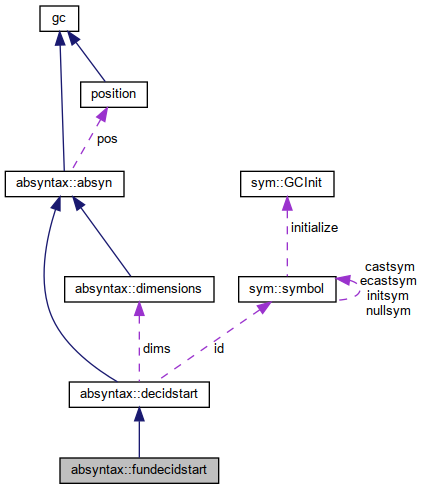 gc
position
pos
absyntax::absyn
sym::GCInit
initialize
castsym
ecastsym
initsym
nullsym
absyntax::dimensions
sym::symbol
dims
id
absyntax::decidstart
absyntax::fundecidstart